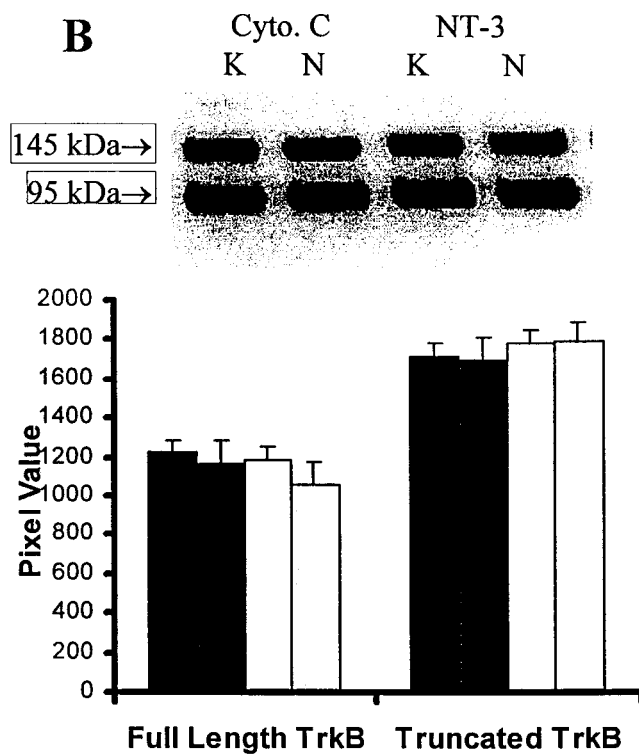 B
Cyto. C NT-3
K N K N
145 kDa→
95 kDa→
2000
1800
1600
1400
1200
1000
800
600
400
200
0
Pixel Value
Full Length TrkB Truncated TrkB